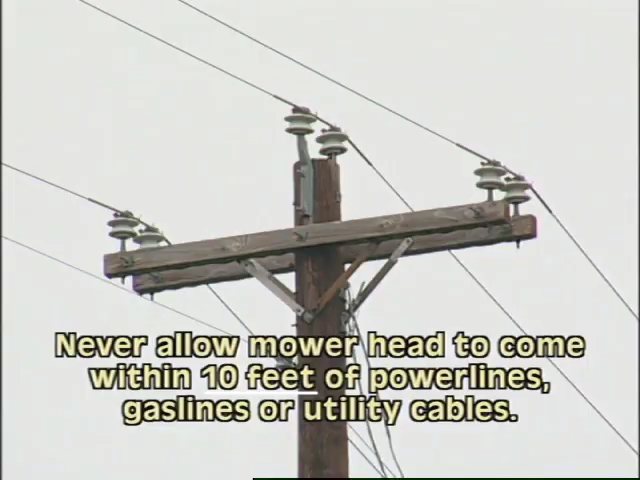 Never allow mower head to come
within 10 feet of powerlines,
gaslines or utility cables.